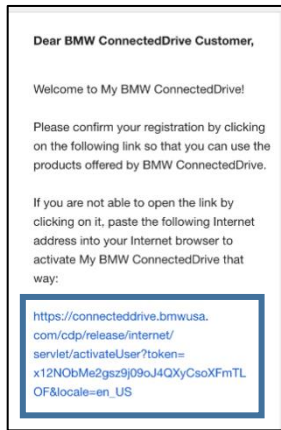 Dear BMW ConnectedDrive Customer,
Welcome to My BMW ConnectedDrive!
Please confirm your registration by clicking
on the following link so that you can use the
products offered by BMW ConnectedDrive.
If you are not able to open the link by
clicking on it, paste the following Internet
address into your Internet browser to
activate My BMW ConnectedDrive that
way:
https://connecteddrive.bmwusa.
com/cdp/release/internet/
servlet/activateUser?token=
x12NObMe2gsz9j09oJ4QXyCsoXFmTL
OF&locale=en_US